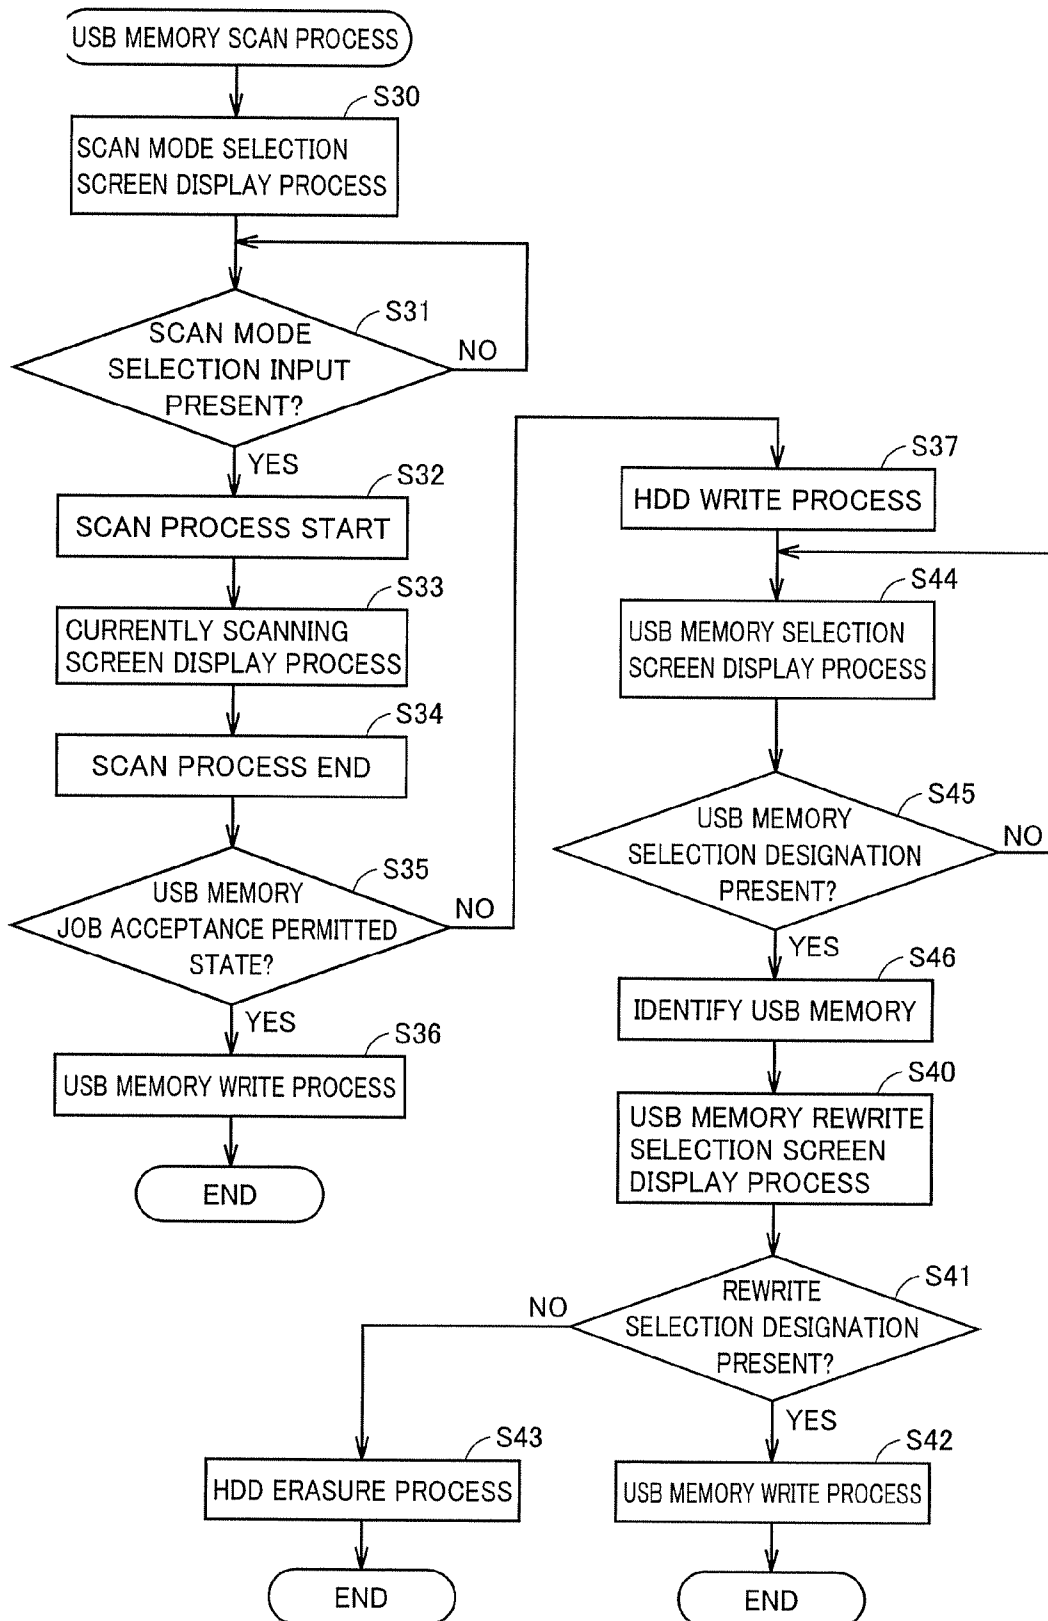 USB MEMORY SCAN PROCESS
S30
SCAN MODE SELECTION
SCREEN DISPLAY PROCESS
S31
SCAN MODE
SELECTION INPUT
PRESENT?
NO
YES
S32
SCAN PROCESS START
S33
CURRENTLY SCANNING
SCREEN DISPLAY PROCESS
S34
SCAN PROCESS END
S35
USB MEMORY
JOB ACCEPTANCE PERMITTED
STATE?
NO
YES
S36
USB MEMORY WRITE PROCESS
END
S37
HDD WRITE PROCESS
S44
USB MEMORY SELECTION
SCREEN DISPLAY PROCESS
S45
USB MEMORY
SELECTION DESIGNATION
PRESENT?
NO
YES
S46
IDENTIFY USB MEMORY
S40
USB MEMORY REWRITE
SELECTION SCREEN
DISPLAY PROCESS
S41
REWRITE
SELECTION DESIGNATION
PRESENT?
NO
YES
S43
HDD ERASURE PROCESS
END
S42
USB MEMORY WRITE PROCESS
END